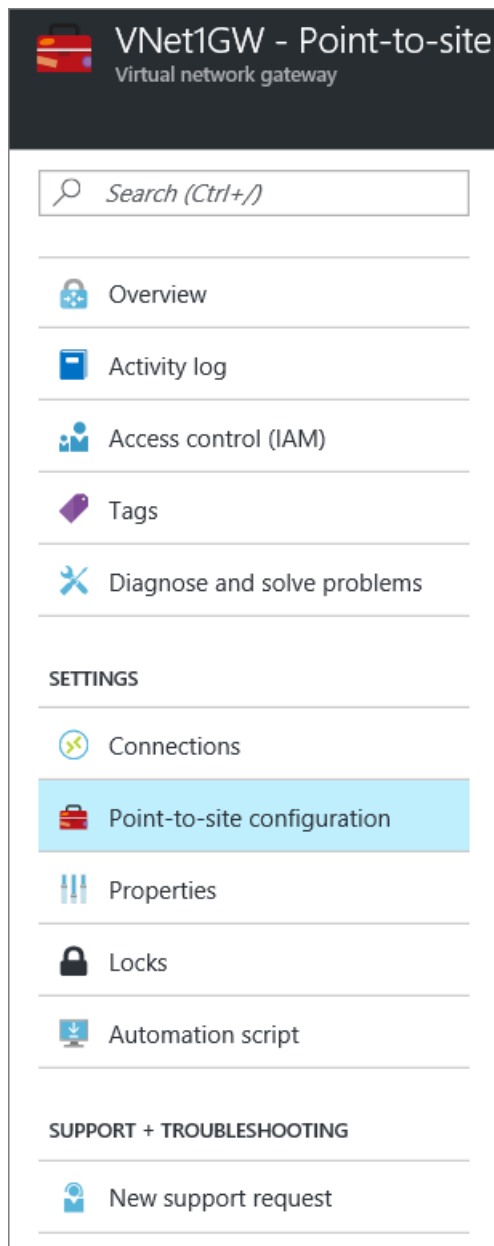 VNet1GW - Point-to-site
Virtual network gateway
Search (Ctrl+/)
Overview
Activity log
Access control (IAM)
Tags
Diagnose and solve problems
SETTINGS
Connections
Point-to-site configuration
Properties
Locks
Automation script
SUPPORT + TROUBLESHOOTING
New support request